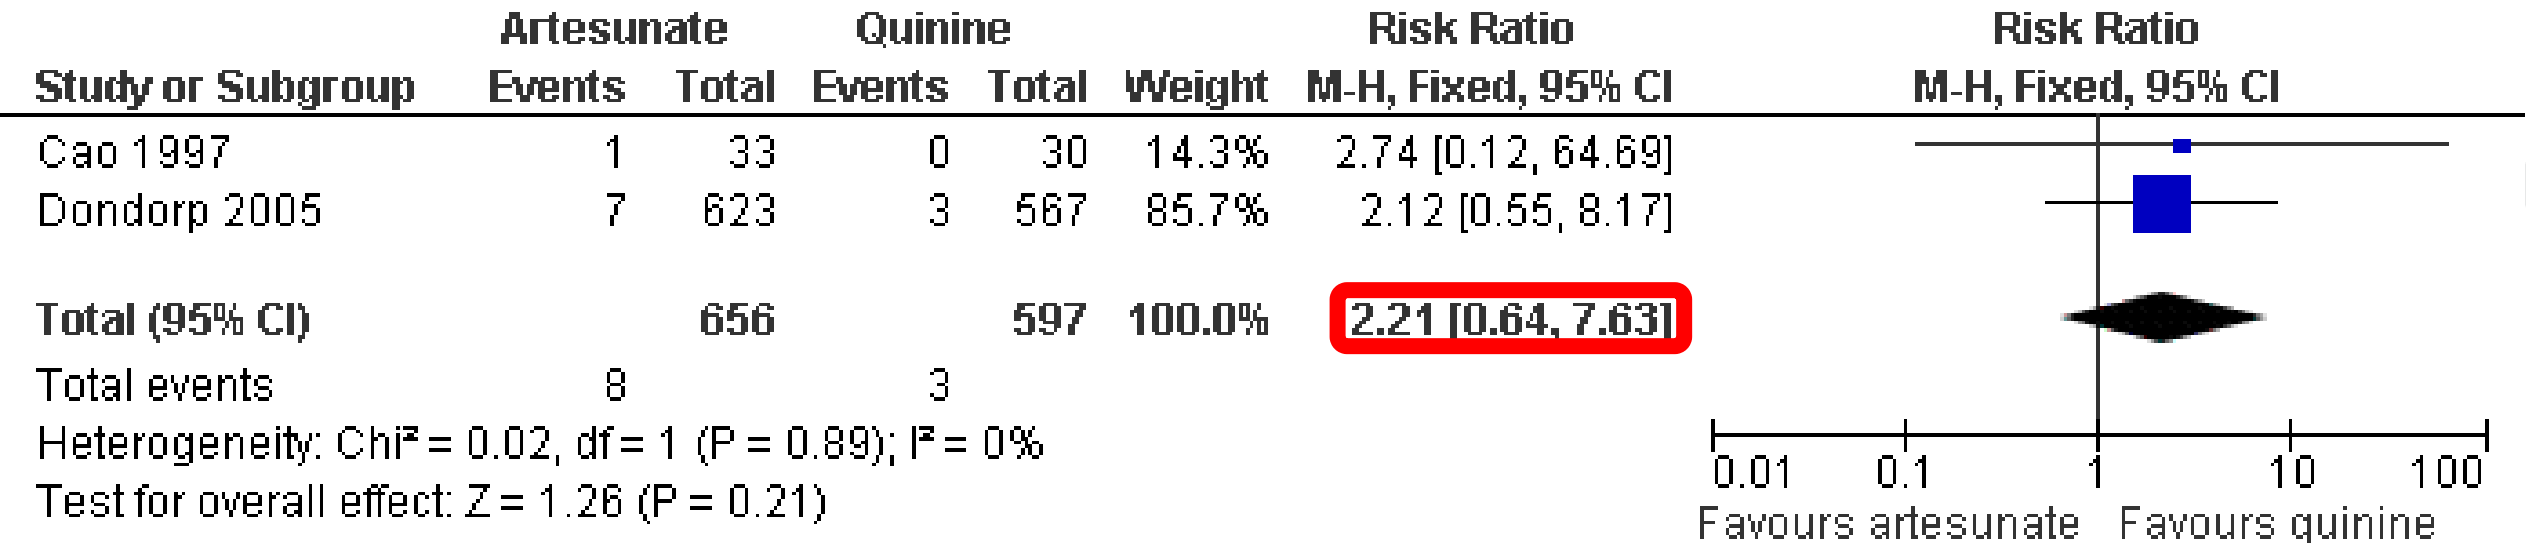 Artesunate Quinine Risk Ratio Risk Ratio
Study or Subgroup Events Total Events Total Weight M-H, Fixed, 95% CI M-H, Fixed, 95% CI
Cao 1997 1 33 0 30 14.3% 2.74 [0.12, 64.69]
Dondorp 2005 7 623 3 567 85.7% 2.12 [0.55, 8.17]
Total (95% CI) 656 597 100.0% 2.21 [0.64, 7.63]
Total events 8 3
Heterogeneity: Chi² = 0.02, df = 1 (P = 0.89); I² = 0%
Test for overall effect: Z = 1.26 (P = 0.21)
0.01 0.1 1 10 100
Favours artesunate Favours quinine